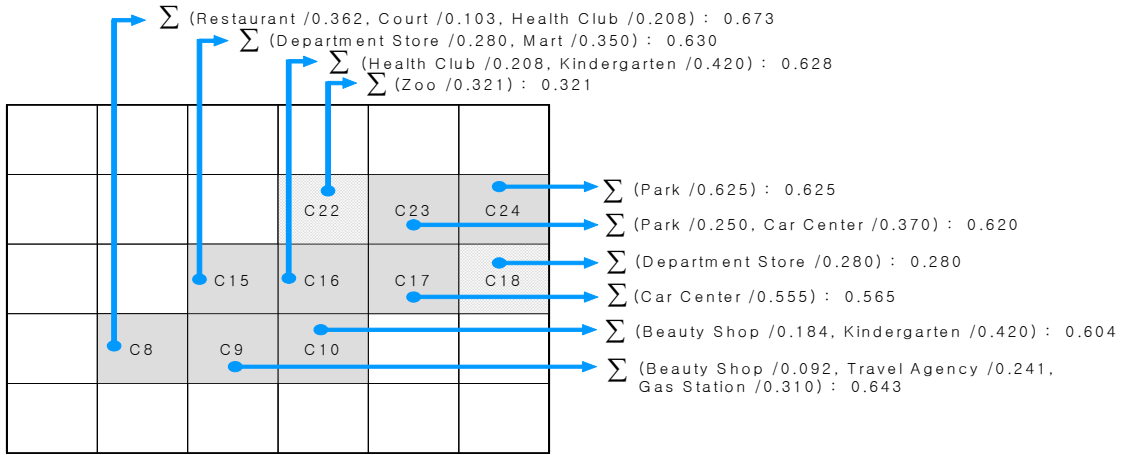 ∑ (Restaurant /0.362, Court /0.103, Health Club /0.208) : 0.673
∑ (Department Store /0.280, Mart /0.350) : 0.630
∑ (Health Club /0.208, Kindergarten /0.420) : 0.628
∑ (Zoo /0.321) : 0.321
∑ (Park /0.625) : 0.625
C22 C23 C24
∑ (Park /0.250, Car Center /0.370) : 0.620
∑ (Department Store /0.280) : 0.280
C15 C16 C17 C18
∑ (Car Center /0.555) : 0.565
∑ (Beauty Shop /0.184, Kindergarten /0.420) : 0.604
C8 C9 C10
∑ (Beauty Shop /0.092, Travel Agency /0.241,
Gas Station /0.310) : 0.643